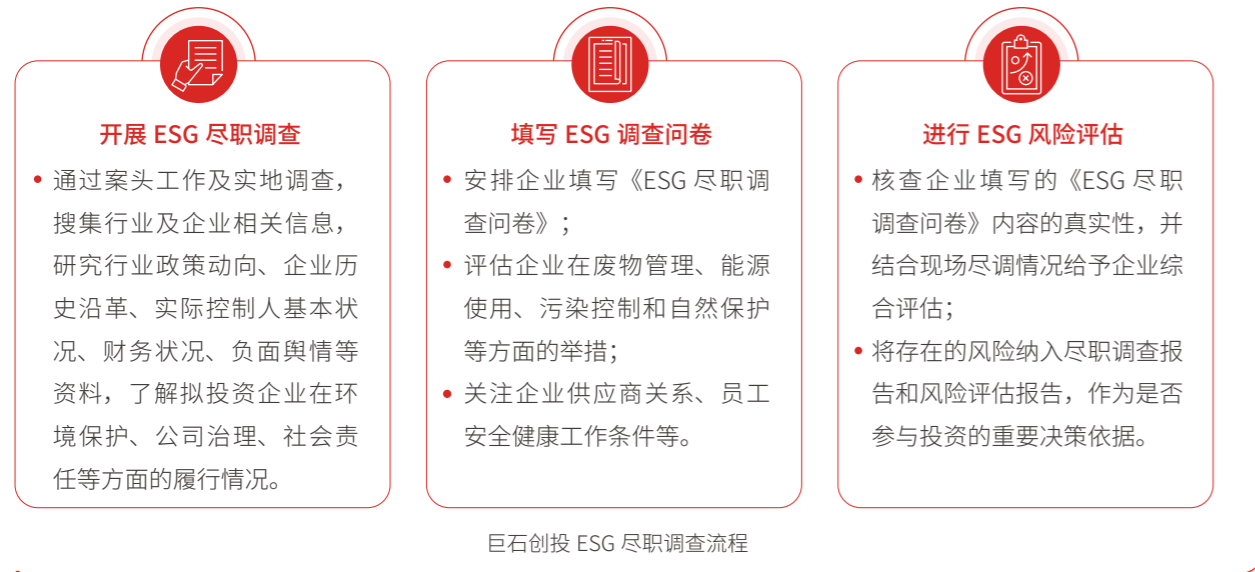 开展 ESG 尽职调查
• 通过案头工作及实地调查，
搜集行业及企业相关信息，
研究行业政策动向、企业历
史沿革、实际控制人基本状
况、财务状况、负面舆情等
资料，了解拟投资企业在环
境保护、公司治理、社会责
任等方面的履行情况。
填写 ESG 调查问卷
• 安排企业填写《ESG 尽职调
查问卷》；
• 评估企业在废物管理、能源
使用、污染控制和自然保护
等方面的举措；
• 关注企业供应商关系、员工
安全健康工作条件等。
进行 ESG 风险评估
• 核查企业填写的《ESG 尽职
调查问卷》内容的真实性，并
结合现场尽调情况给予企业综
合评估；
• 将存在的风险纳入尽职调查报
告和风险评估报告，作为是否
参与投资的重要决策依据。
巨石创投 ESG 尽职调查流程